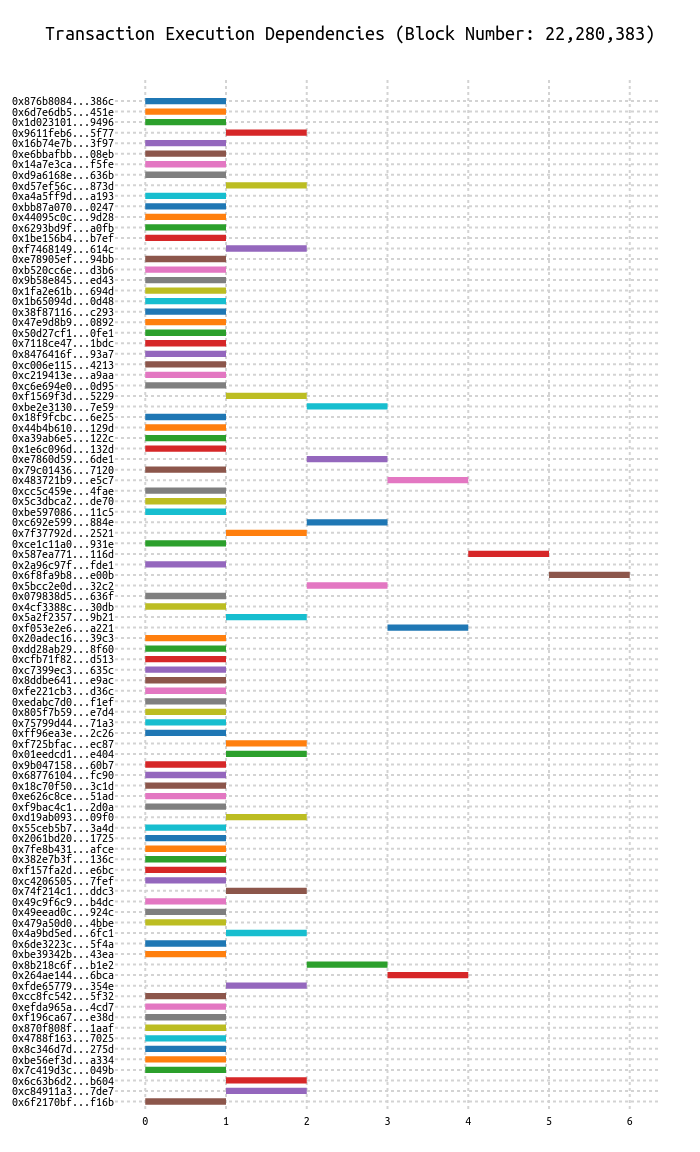 Transaction Execution Dependencies (Block Number: 22,280,383)
0x876b8084...386c
0x6d7e6db5...451e
0x1d023101...9496
0x9611feb6...5f77
0x16b74e7b...3f97
0xe6bbafbb...08eb
0x14a7e3ca...f5fe
0xd9a6168e...636b
0xd57ef56c...873d
0xa4a5ff9d...a193
0xbb87a070...0247
0x44095c0c...9d28
0x6293bd9f...a0fb
0x1be156b4...b7ef
0xf7468149...614c
0xe78905ef...94bb
0xb520cc6e...d3b6
0x9b58e845...ed43
0x1fa2e61b...694d
0x1b65094d...0d48
0x38f87116...c293
0x47e9d8b9...0892
0x50d27cf1...0fe1
0x7118ce47...1bdc
0x8476416f...93a7
0xc006e115...4213
0xc219413e...a9aa
0xc6e694e0...0d95
0xf1569f3d...5229
0xbe2e3130...7e59
0x18f9fcbc...6e25
0x44b4b610...129d
0xa39ab6e5...122c
0x1e6c096d...132d
0xe7860d59...6de1
0x79c01436...7120
0x483721b9...e5c7
0xcc5c459e...4fae
0x5c3dbca2...de70
0xbe597086...11c5
0xc692e599...884e
0x7f37792d...2521
0xce1c11a0...931e
0x587ea771...116d
0x2a96c97f...fde1
0x6f8fa9b8...e00b
0x5bcc2e0d...32c2
0x079838d5...636f
0x4cf3388c...30db
0x5a2f2357...9b21
0xf053e2e6...a221
0x20adec16...39c3
0xdd28ab29...8f60
0xcfb71f82...d513
0xc7399ec3...635c
0x8ddbe641...e9ac
0xfe221cb3...d36c
0xedabc7d0...f1ef
0x805f7b59...e7d4
0x75799d44...71a3
0xff96ea3e...2c26
0xf725bfac...ec87
0x01eedcd1...e404
0x9b047158...60b7
0x68776104...fc90
0x18c70f50...3c1d
0xe626c8ce...51ad
0xf9bac4c1...2d0a
0xd19ab093...09f0
0x55ceb5b7...3a4d
0x2061bd20...1725
0x7fe8b431...afce
0x382e7b3f...136c
0xf157fa2d...e6bc
0xc4206505...7fef
0x74f214c1...ddc3
0x49c9f6c9...b4dc
0x49eead0c...924c
0x479a50d0...4bbe
0x4a9bd5ed...6fc1
0x6de3223c...5f4a
0xbe39342b...43ea
0x8b218c6f...b1e2
0x264ae144...6bca
0xfde65779...354e
0xcc8fc542...5f32
0xefda965a...4cd7
0xf196ca67...e38d
0x870f808f...1aaf
0x4788f163...7025
0x8c346d7d...275d
0xbe56ef3d...a334
0x7c419d3c...049b
0x6c63b6d2...b604
0xc84911a3...7de7
0x6f2170bf...f16b
0 1 2 3 4 5 6